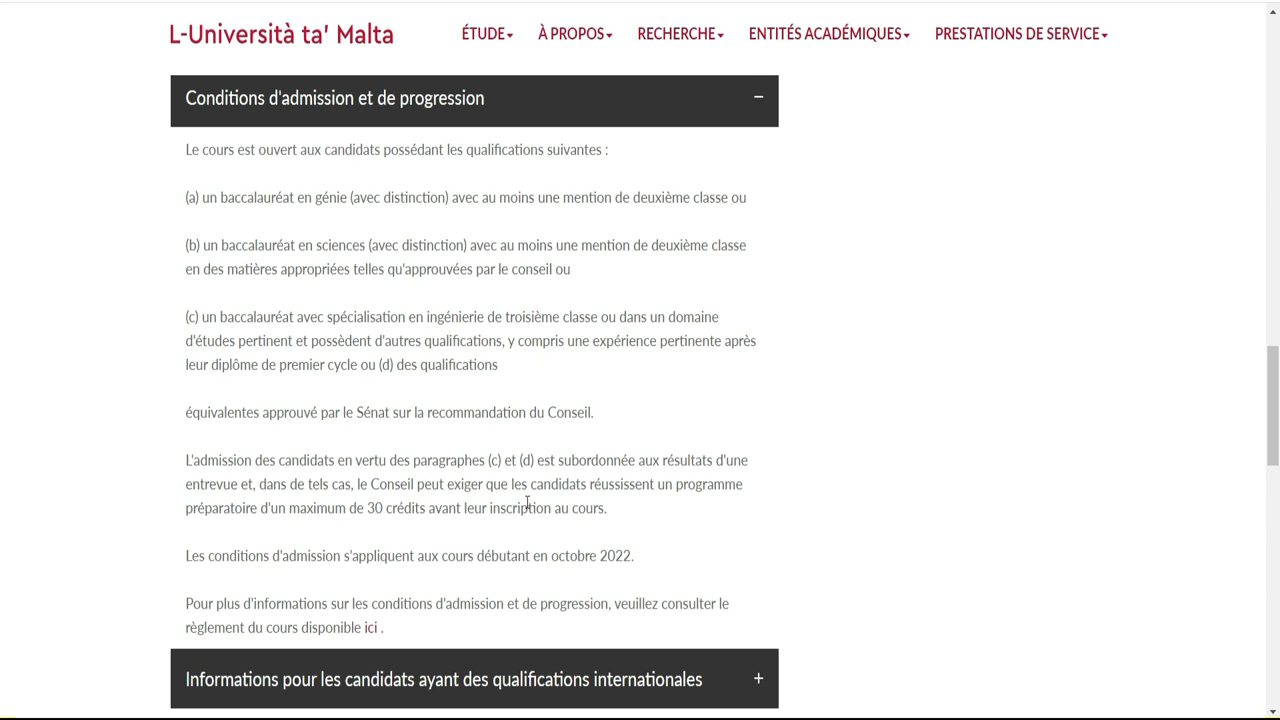 L-Università ta' Malta
ÉTUDE
À PROPOS
RECHERCHE
ENTITÉS ACADÉMIQUES
PRESTATIONS DE SERVICE
Conditions d'admission et de progression
Le cours est ouvert aux candidats possédant les qualifications suivantes :
(a) un baccalauréat en génie (avec distinction) avec au moins une mention de deuxième classe ou
(b) un baccalauréat en sciences (avec distinction) avec au moins une mention de deuxième classe
en des matières appropriées telles qu'approuvées par le conseil ou
(c) un baccalauréat avec spécialisation en ingénierie de troisième classe ou dans un domaine
d'études pertinent et possèdent d'autres qualifications, y compris une expérience pertinente après
leur diplôme de premier cycle ou (d) des qualifications
équivalentes approuvé par le Sénat sur la recommandation du Conseil.
L'admission des candidats en vertu des paragraphes (c) et (d) est subordonnée aux résultats d'une
entrevue et, dans de tels cas, le Conseil peut exiger que les candidats réussissent un programme
préparatoire d'un maximum de 30 crédits avant leur inscription au cours.
Les conditions d'admission s'appliquent aux cours débutant en octobre 2022.
Pour plus d'informations sur les conditions d'admission et de progression, veuillez consulter le
règlement du cours disponible ici .
Informations pour les candidats ayant des qualifications internationales